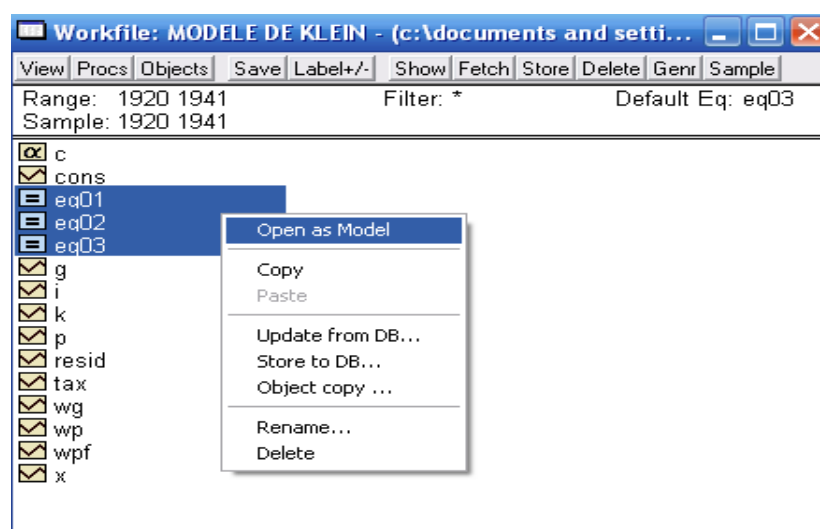 Workfile: MODELE DE KLEIN - (c:\documents and setti...
View Procs Objects Save Label+/- Show Fetch Store Delete Genr Sample
Range: 1920 1941 Filter: * Default Eq: eq03
Sample: 1920 1941
c
cons
eq01
eq02
eq03
g
i
k
p
resid
tax
wg
wp
wpf
x
Open as Model
Copy
Paste
Update from DB...
Store to DB...
Object copy ...
Rename...
Delete